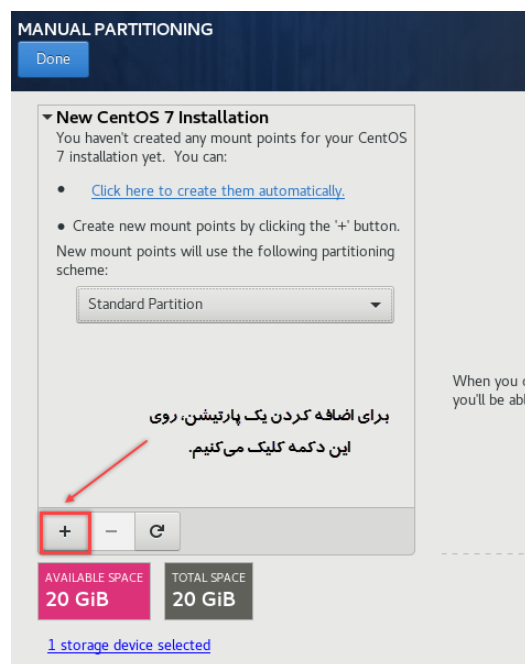 MANUAL PARTITIONING
Done
New CentOS 7 Installation
You haven't created any mount points for your CentOS
7 installation yet. You can:
• Click here to create them automatically.
• Create new mount points by clicking the '+' button.
New mount points will use the following partitioning
scheme:
Standard Partition
When you
you'll be
برای اضافه کردن یک پارتیشن، روی
این دکمه کلیک می‌کنیم.
+ −
AVAILABLE SPACE
20 GiB
TOTAL SPACE
20 GiB
1 storage device selected